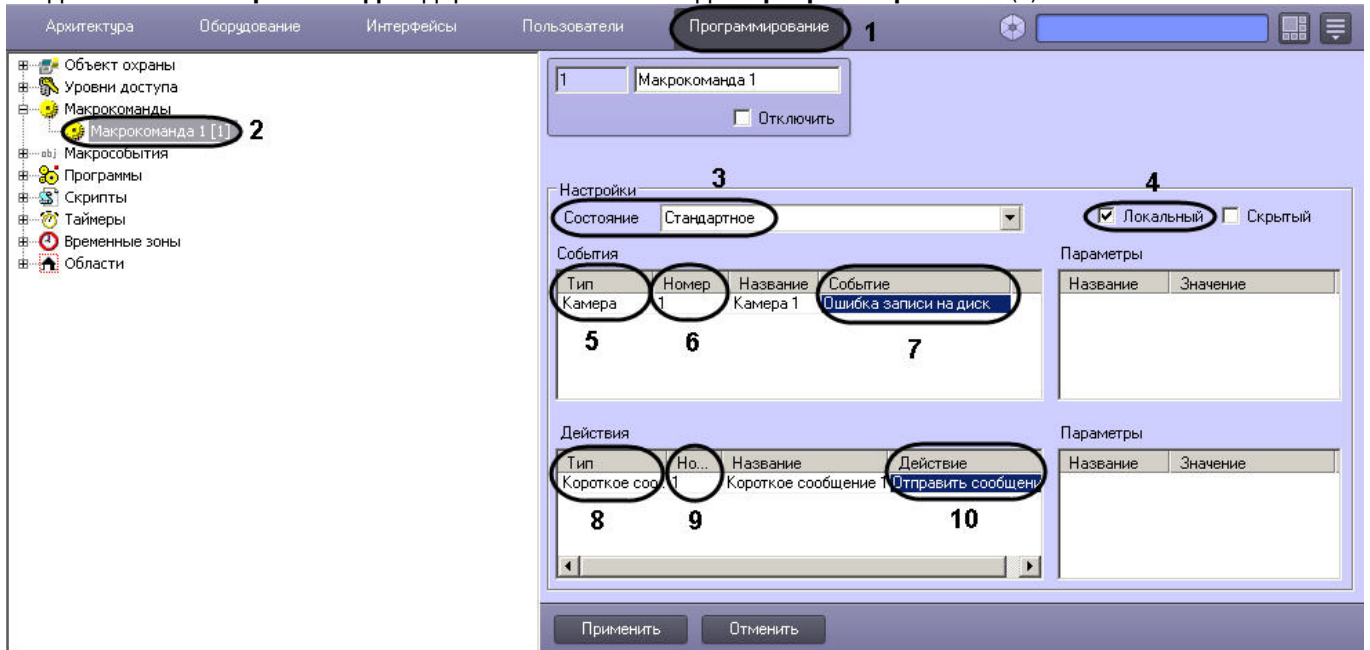 Архитектура Оборудование Интерфейсы Пользователи Программирование 1
Объект охраны
Уровни доступа
Макрокоманды
Макрокоманда 1 [1] 2
Макрособытия
Программы
Скрипты
Таймеры
Временные зоны
Области
1 Макрокоманда 1
Отключить
Настройки 3 4
Состояние Стандартное Локальный Скрытый
События Параметры
Тип Номер Название Событие Название Значение
Камера 1 Камера 1 Ошибка записи на диск
5 6 7
Действия Параметры
Тип Но... Название Действие Название Значение
Короткое соо... 1 Короткое сообщение 1 Отправить сообщени
8 9 10
Применить Отменить